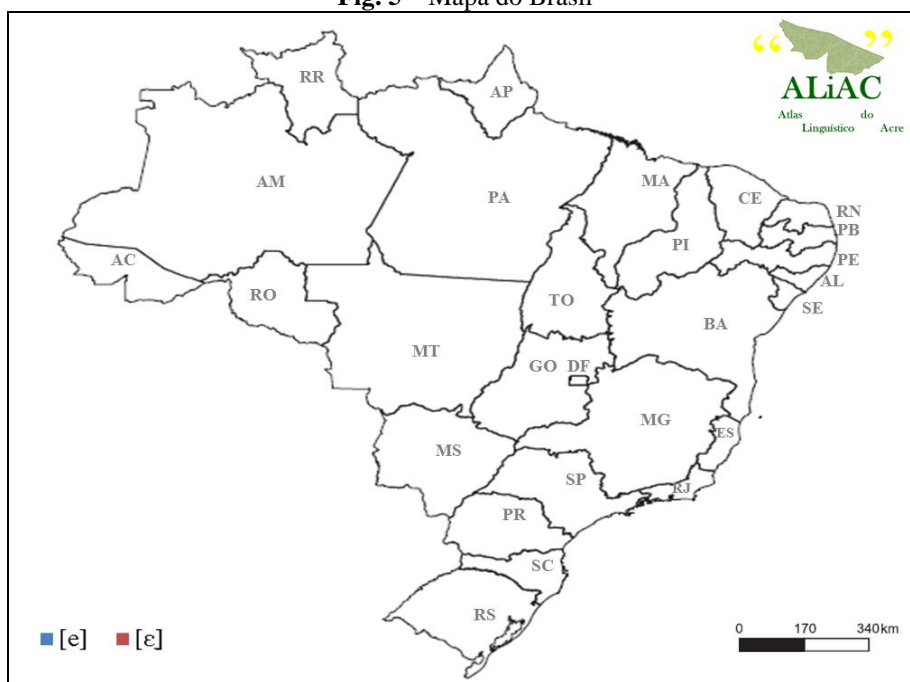 Fig. 5 – Mapa do Brasil
“ ”
ALiAC
Atlas do
Linguístico Acre
RR
AP
AM
PA
MA
CE
RN
PB
PI
PE
AC
AL
RO
TO
SE
BA
MT
GO DF
MG
ES
MS
SP
RJ
PR
SC
RS
[e] [ɛ]
0 170 340 km